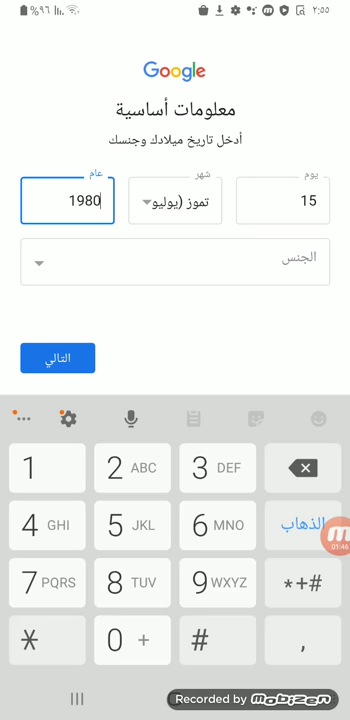 %٩٦ ٢:٥٥
Google
معلومات أساسية
أدخل تاريخ ميلادك وجنسك
يوم شهر عام
15 تموز (يوليو 1980
الجنس
التالي
1 2 ABC 3 DEF
4 GHI 5 JKL 6 MNO الذهاب
7 PQRS 8 TUV 9 WXYZ *+#
* 0 + # ,
01:46
Recorded by mobizen